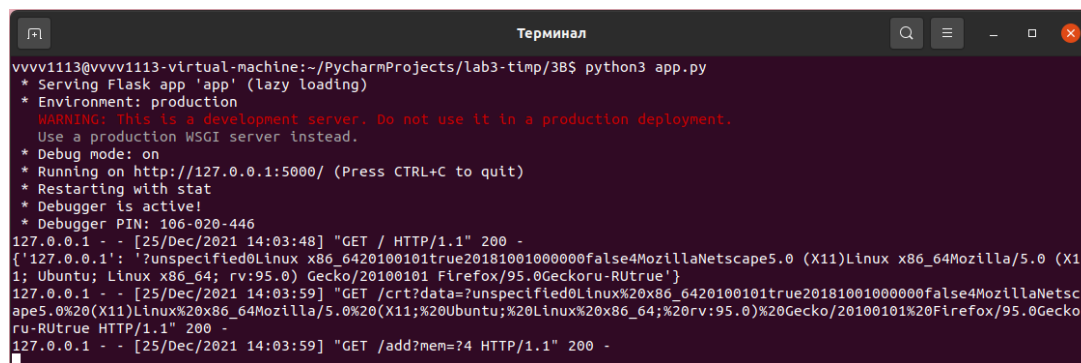 Терминал
vvvv1113@vvvv1113-virtual-machine:~/PycharmProjects/lab3-timp/3B$ python3 app.py
 * Serving Flask app 'app' (lazy loading)
 * Environment: production
   WARNING: This is a development server. Do not use it in a production deployment.
   Use a production WSGI server instead.
 * Debug mode: on
 * Running on http://127.0.0.1:5000/ (Press CTRL+C to quit)
 * Restarting with stat
 * Debugger is active!
 * Debugger PIN: 106-020-446
127.0.0.1 - - [25/Dec/2021 14:03:48] "GET / HTTP/1.1" 200 -
{'127.0.0.1': '?unspecified0Linux x86_6420100101true20181001000000false4MozillaNetscape5.0 (X11)Linux x86_64Mozilla/5.0 (X1
1; Ubuntu; Linux x86_64; rv:95.0) Gecko/20100101 Firefox/95.0Geckoru-RUtrue'}
127.0.0.1 - - [25/Dec/2021 14:03:59] "GET /crt?data=?unspecified0Linux%20x86_6420100101true20181001000000false4MozillaNetsc
ape5.0%20(X11)Linux%20x86_64Mozilla/5.0%20(X11;%20Ubuntu;%20Linux%20x86_64;%20rv:95.0)%20Gecko/20100101%20Firefox/95.0Gecko
ru-RUtrue HTTP/1.1" 200 -
127.0.0.1 - - [25/Dec/2021 14:03:59] "GET /add?mem=?4 HTTP/1.1" 200 -